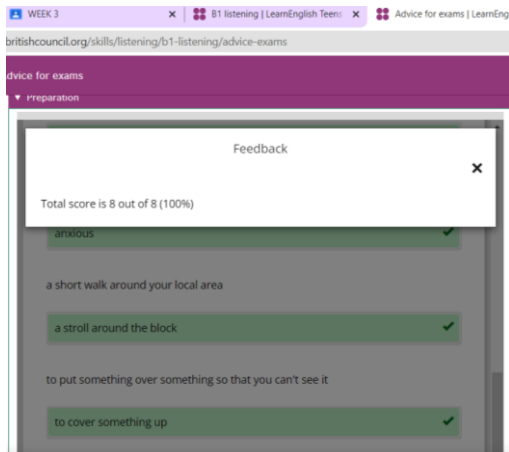 WEEK 3
B1 listening | LearnEnglish Teens
Advice for exams | LearnEng
britishcouncil.org/skills/listening/b1-listening/advice-exams
dvice for exams
Preparation
Feedback
Total score is 8 out of 8 (100%)
anxious
a short walk around your local area
a stroll around the block
to put something over something so that you can't see it
to cover something up